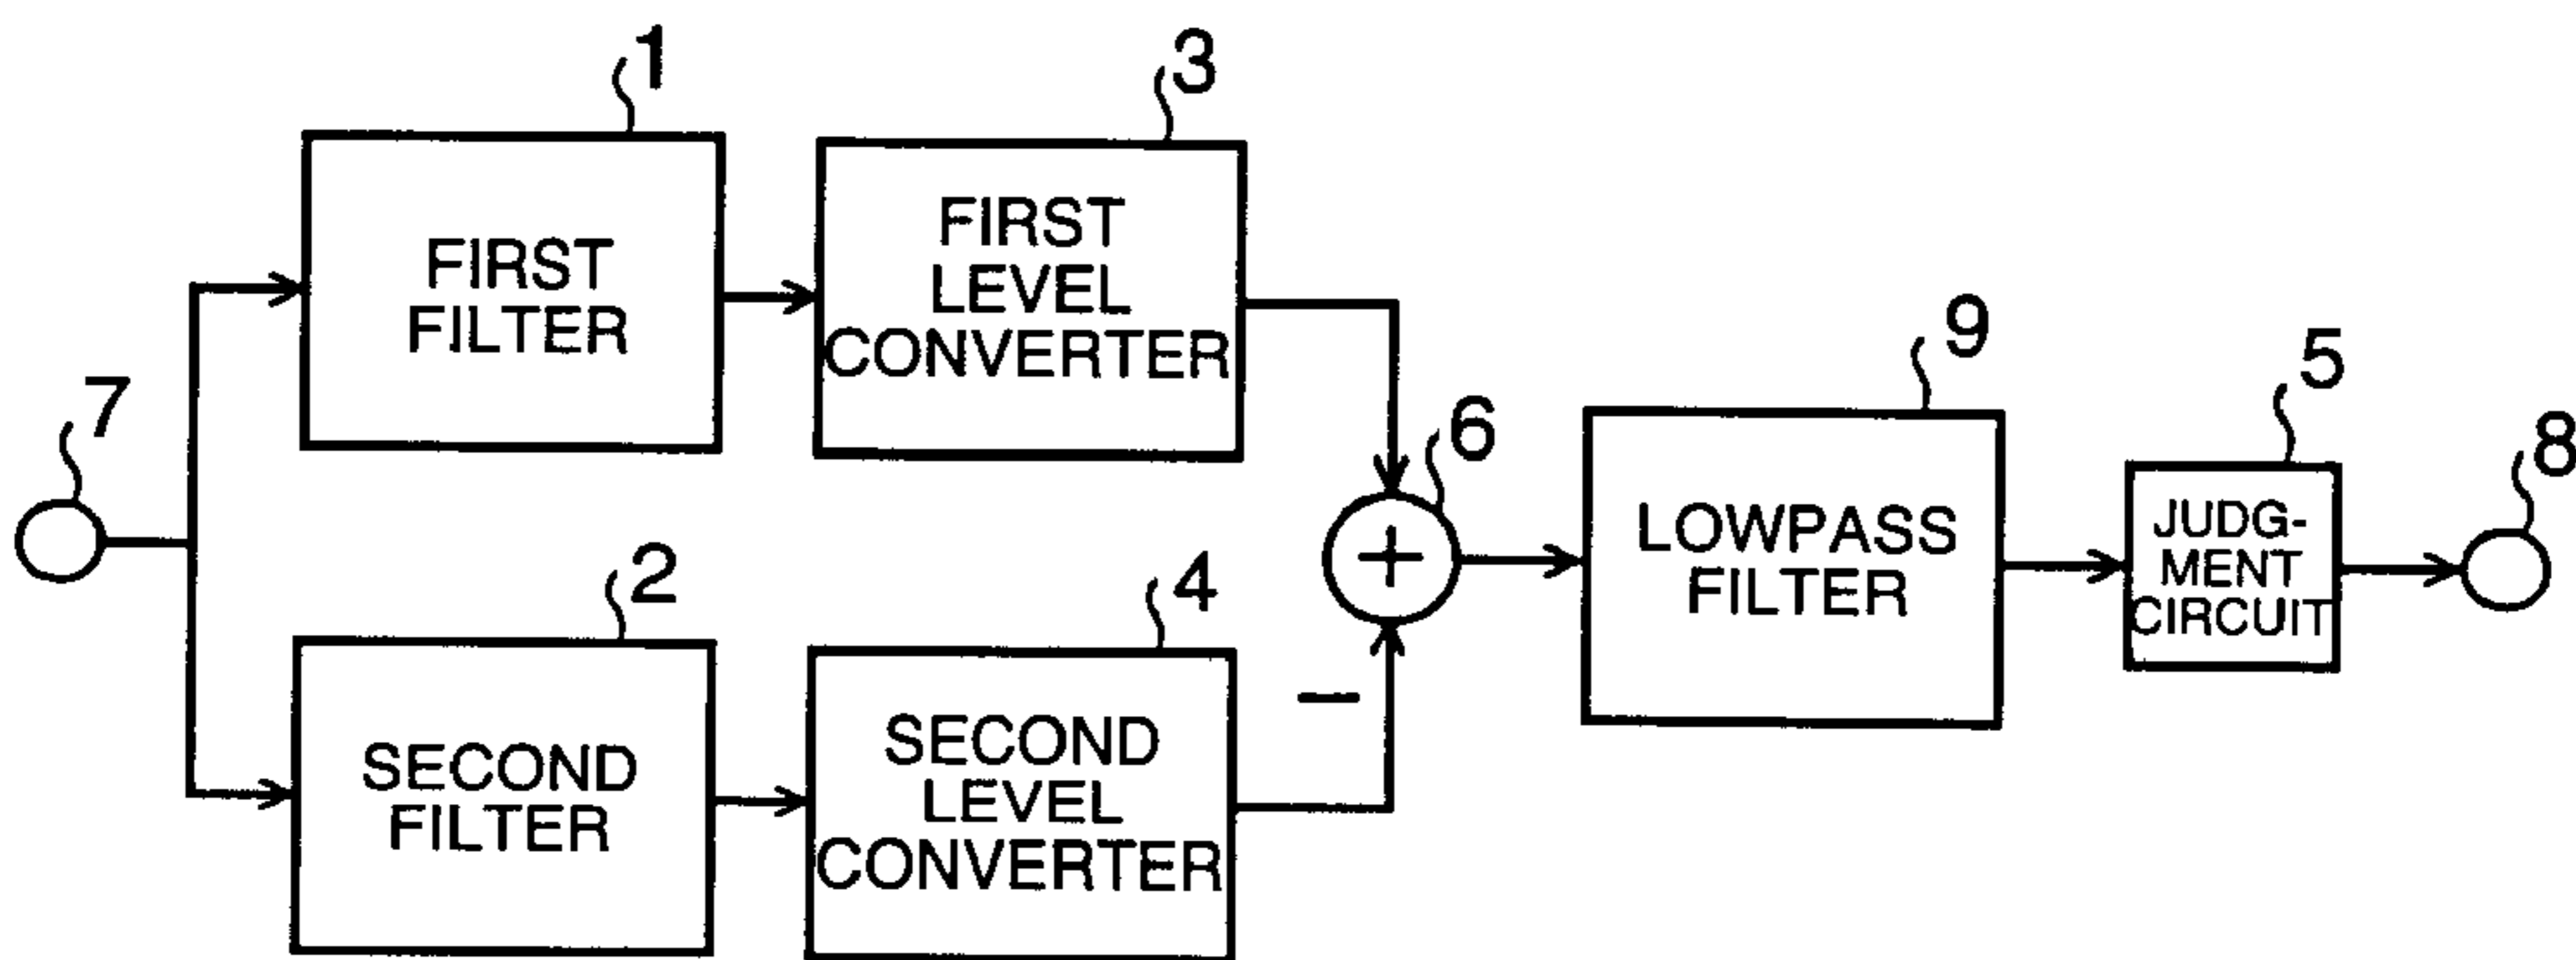 1
3
FIRST
FILTER
FIRST
LEVEL
CONVERTER
7
9
5
6
8
2
4
LOWPASS
FILTER
JUDG-
MENT
CIRCUIT
+
−
SECOND
FILTER
SECOND
LEVEL
CONVERTER